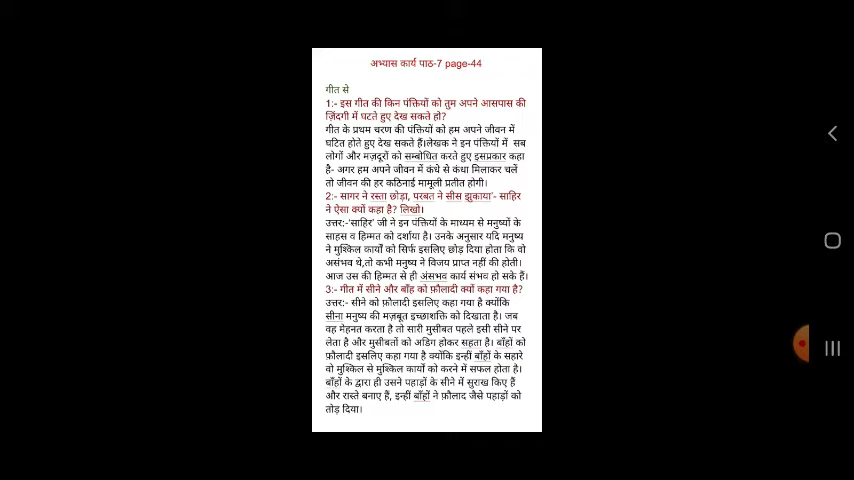 अभ्यास कार्य पाठ-7 page-44
गीत से
1:- इस गीत की किन पंक्तियों को तुम अपने आसपास की
ज़िंदगी में घटते हुए देख सकते हो?
गीत के प्रथम चरण की पंक्तियों को हम अपने जीवन में
घटित होते हुए देख सकते हैं।लेखक ने इन पंक्तियों में सब
लोगों और मज़दूरों को सम्बोधित करते हुए इसप्रकार कहा
है- अगर हम अपने जीवन में कंधे से कंधा मिलाकर चलें
तो जीवन की हर कठिनाई मामूली प्रतीत होगी।
2:- सागर ने रस्ता छोड़ा, परबत ने सीस झुकाया'- साहिर
ने ऐसा क्यों कहा है? लिखो।
उत्तर:-'साहिर' जी ने इन पंक्तियों के माध्यम से मनुष्यों के
साहस व हिम्मत को दर्शाया है। उनके अनुसार यदि मनुष्य
ने मुश्किल कार्यों को सिर्फ इसलिए छोड़ दिया होता कि वो
असंभव थे,तो कभी मनुष्य ने विजय प्राप्त नहीं की होती।
आज उस की हिम्मत से ही अंसभव कार्य संभव हो सके हैं।
3:- गीत में सीने और बाँह को फ़ौलादी क्यों कहा गया है?
उत्तर:- सीने को फ़ौलादी इसलिए कहा गया है क्योंकि
सीना मनुष्य की मज़बूत इच्छाशक्ति को दिखाता है। जब
वह मेहनत करता है तो सारी मुसीबत पहले इसी सीने पर
लेता है और मुसीबतों को अडिग होकर सहता है। बाँहों को
फ़ौलादी इसलिए कहा गया है क्योंकि इन्हीं बाँहों के सहारे
वो मुश्किल से मुश्किल कार्यों को करने में सफल होता है।
बाँहों के द्वारा ही उसने पहाड़ों के सीने में सुराख किए हैं
और रास्ते बनाए हैं, इन्हीं बाँहों ने फ़ौलाद जैसे पहाड़ों को
तोड़ दिया।